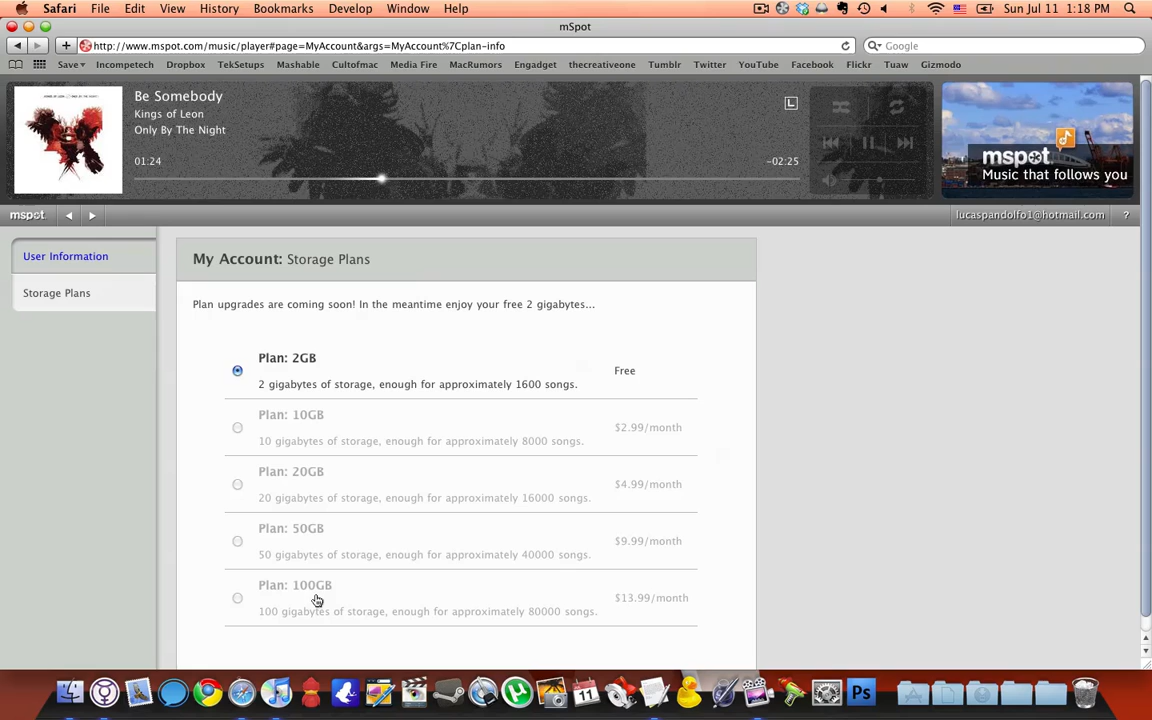 Safari File Edit View History Bookmarks Develop Window Help Sun Jul 11 1:18 PM
mSpot
http://www.mspot.com/music/player#page=MyAccount&args=MyAccount%7Cplan-info
Google
Save Incompetech Dropbox TekSetups Mashable Cultofmac Media Fire MacRumors Engadget thecreativeone Tumblr Twitter YouTube Facebook Flickr Tuaw Gizmodo
Be Somebody
Kings of Leon
L
Only By The Night
01:24
-02:25
mspot
Music that follows you
mspot
lucaspandolfo1@hotmail.com ?
User Information
Storage Plans
My Account: Storage Plans
Plan upgrades are coming soon! In the meantime enjoy your free 2 gigabytes...
Plan: 2GB
Free
2 gigabytes of storage, enough for approximately 1600 songs.
Plan: 10GB
$2.99/month
10 gigabytes of storage, enough for approximately 8000 songs.
Plan: 20GB
$4.99/month
20 gigabytes of storage, enough for approximately 16000 songs.
Plan: 50GB
$9.99/month
50 gigabytes of storage, enough for approximately 40000 songs.
Plan: 100GB
$13.99/month
100 gigabytes of storage, enough for approximately 80000 songs.
11
Ps